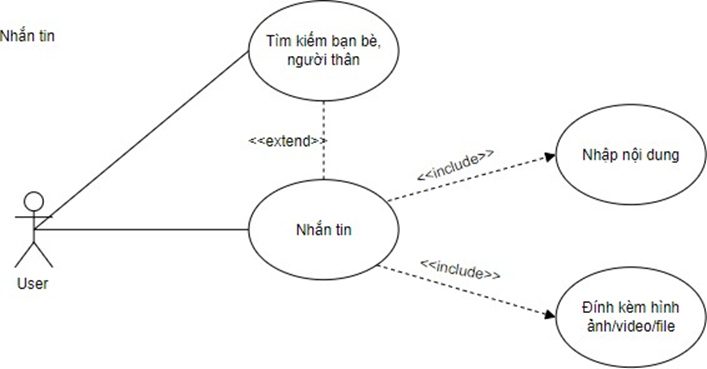 Nhắn tin
Tìm kiếm bạn bè,
người thân
<<extend>>
<<include>>
Nhập nội dung
Nhắn tin
<<include>>
User
Đính kèm hình
ảnh/video/file